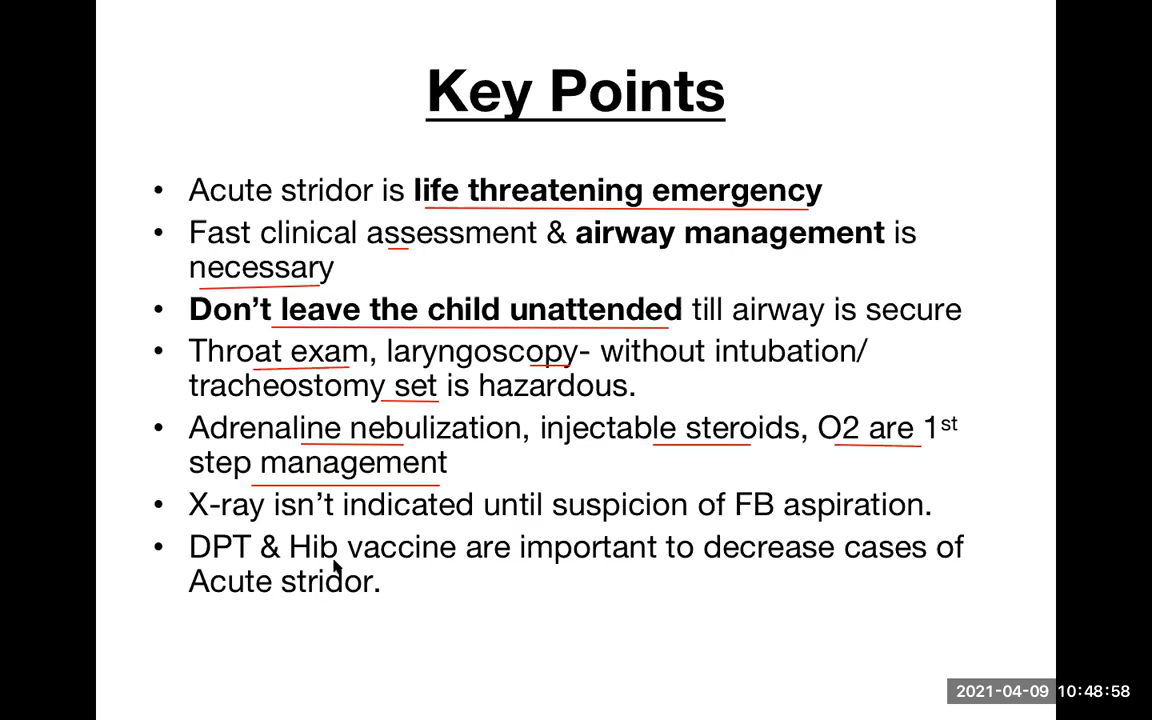 Key Points
• Acute stridor is life threatening emergency
• Fast clinical assessment & airway management is
necessary
• Don’t leave the child unattended till airway is secure
• Throat exam, laryngoscopy- without intubation/
tracheostomy set is hazardous.
• Adrenaline nebulization, injectable steroids, O2 are 1st
step management
• X-ray isn’t indicated until suspicion of FB aspiration.
• DPT & Hib vaccine are important to decrease cases of
Acute stridor.
2021-04-09 10:48:58